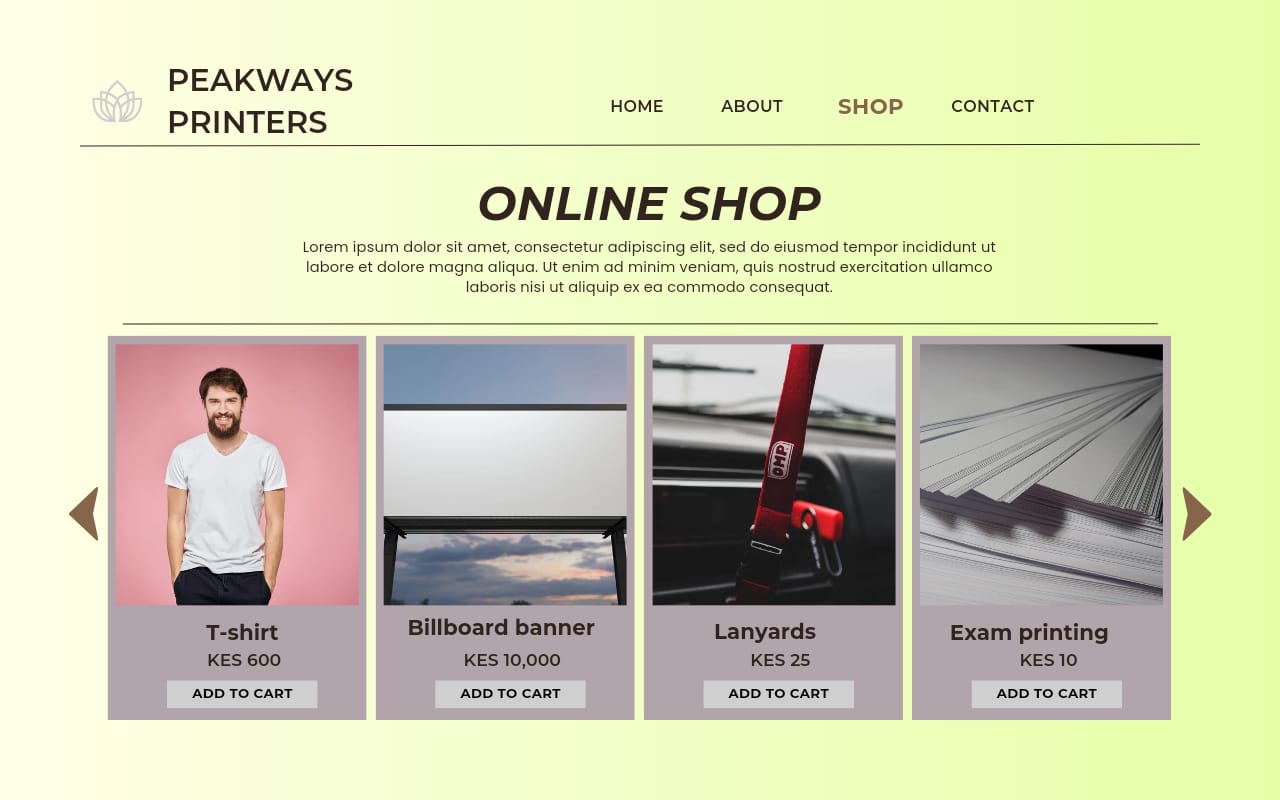 PEAKWAYS
PRINTERS
HOME ABOUT SHOP CONTACT
ONLINE SHOP
Lorem ipsum dolor sit amet, consectetur adipiscing elit, sed do eiusmod tempor incididunt ut
labore et dolore magna aliqua. Ut enim ad minim veniam, quis nostrud exercitation ullamco
laboris nisi ut aliquip ex ea commodo consequat.
OMP
T-shirt
KES 600
ADD TO CART
Billboard banner
KES 10,000
ADD TO CART
Lanyards
KES 25
ADD TO CART
Exam printing
KES 10
ADD TO CART